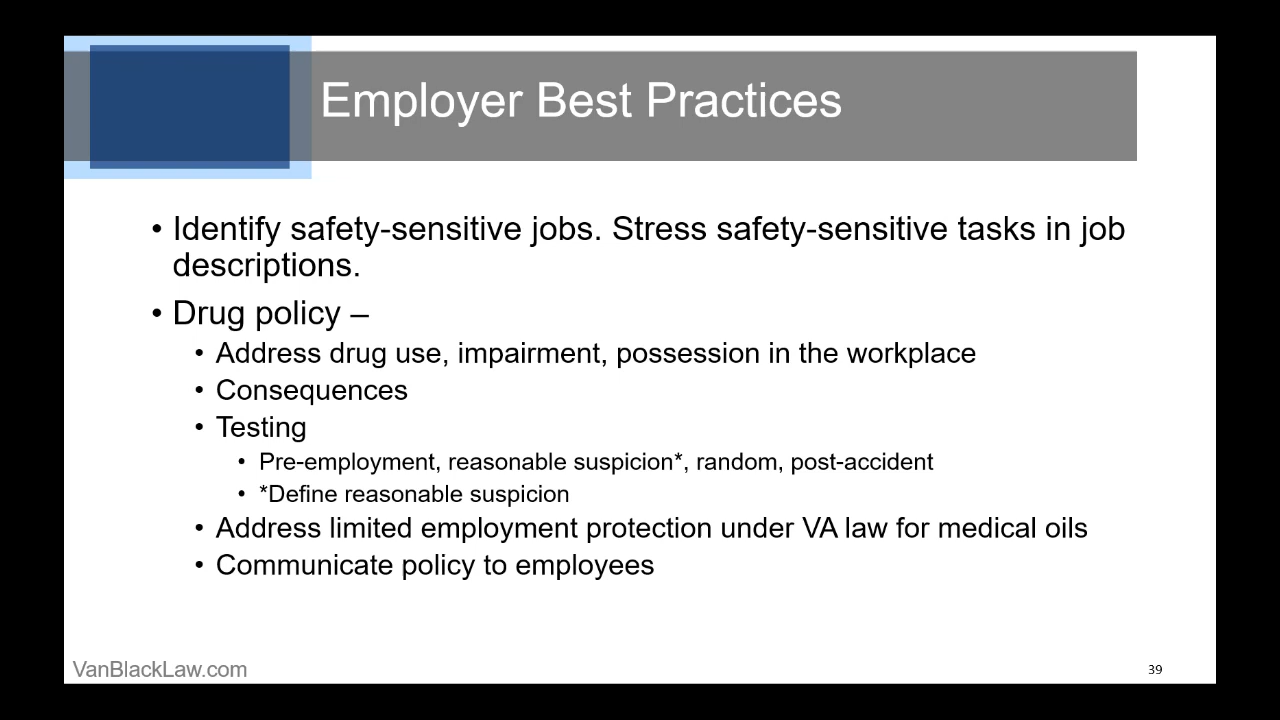 Employer Best Practices
• Identify safety-sensitive jobs. Stress safety-sensitive tasks in job
descriptions.
• Drug policy –
• Address drug use, impairment, possession in the workplace
• Consequences
• Testing
• Pre-employment, reasonable suspicion*, random, post-accident
• *Define reasonable suspicion
• Address limited employment protection under VA law for medical oils
• Communicate policy to employees
VanBlackLaw.com
39